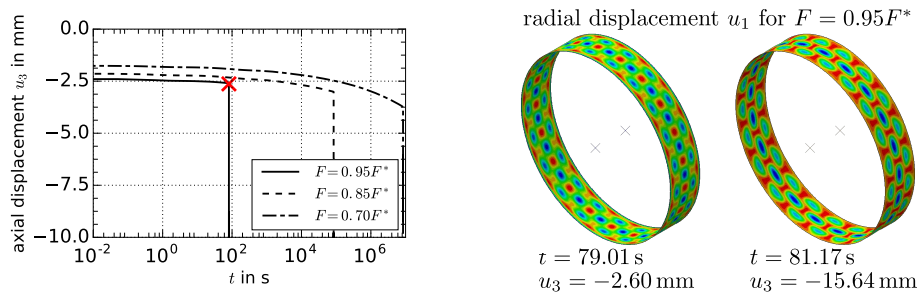 radial displacement u₁ for F = 0.95F*
axial displacement u₃ in mm
0.0
−2.5
−5.0
−7.5
−10.0
F = 0.95F*
F = 0.85F*
F = 0.70F*
10⁻² 10⁰ 10² 10⁴ 10⁶
t in s
t = 79.01 s
u₃ = −2.60 mm
t = 81.17 s
u₃ = −15.64 mm